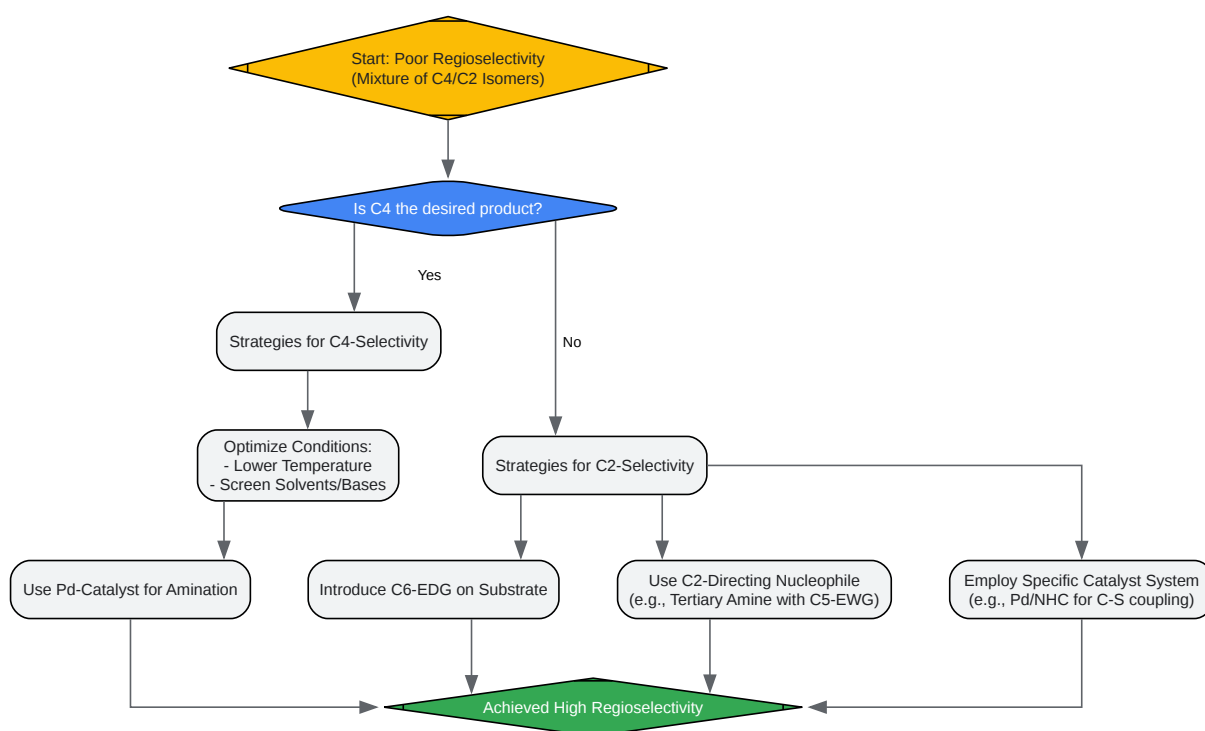 Start: Poor Regioselectivity
(Mixture of C4/C2 Isomers)
Is C4 the desired product?
Yes
Strategies for C4-Selectivity
No
Optimize Conditions:
- Lower Temperature
- Screen Solvents/Bases
Strategies for C2-Selectivity
Use Pd-Catalyst for Amination
Introduce C6-EDG on Substrate
Use C2-Directing Nucleophile
(e.g., Tertiary Amine with C5-EWG)
Employ Specific Catalyst System
(e.g., Pd/NHC for C-S coupling)
Achieved High Regioselectivity